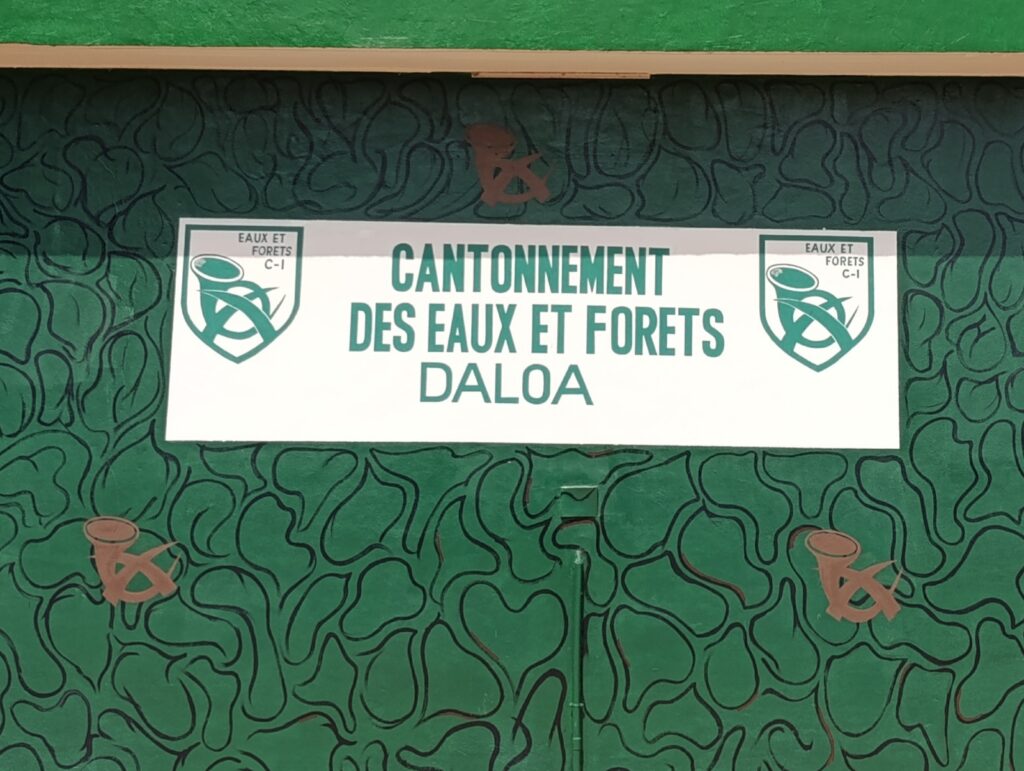 EAUX ET
FORETS
C-I
CANTONNEMENT
DES EAUX ET FORETS
DALOA
EAUX ET
FORETS
C-I